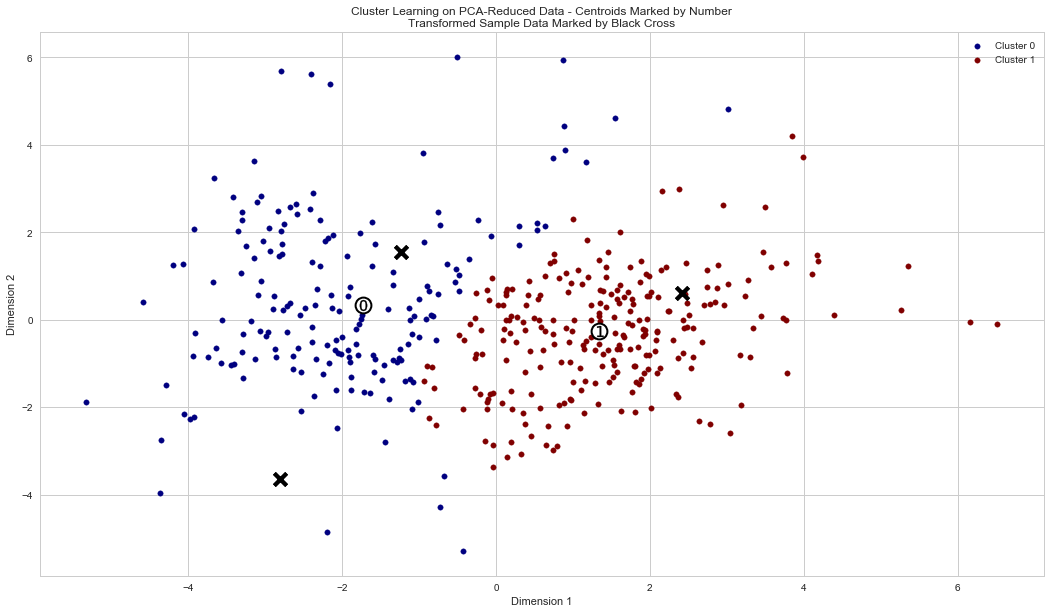 Cluster Learning on PCA-Reduced Data - Centroids Marked by Number
Transformed Sample Data Marked by Black Cross
Cluster 0
Cluster 1
6
4
2
0
−2
−4
Dimension 2
0
1
−4
−2
0
2
4
6
Dimension 1